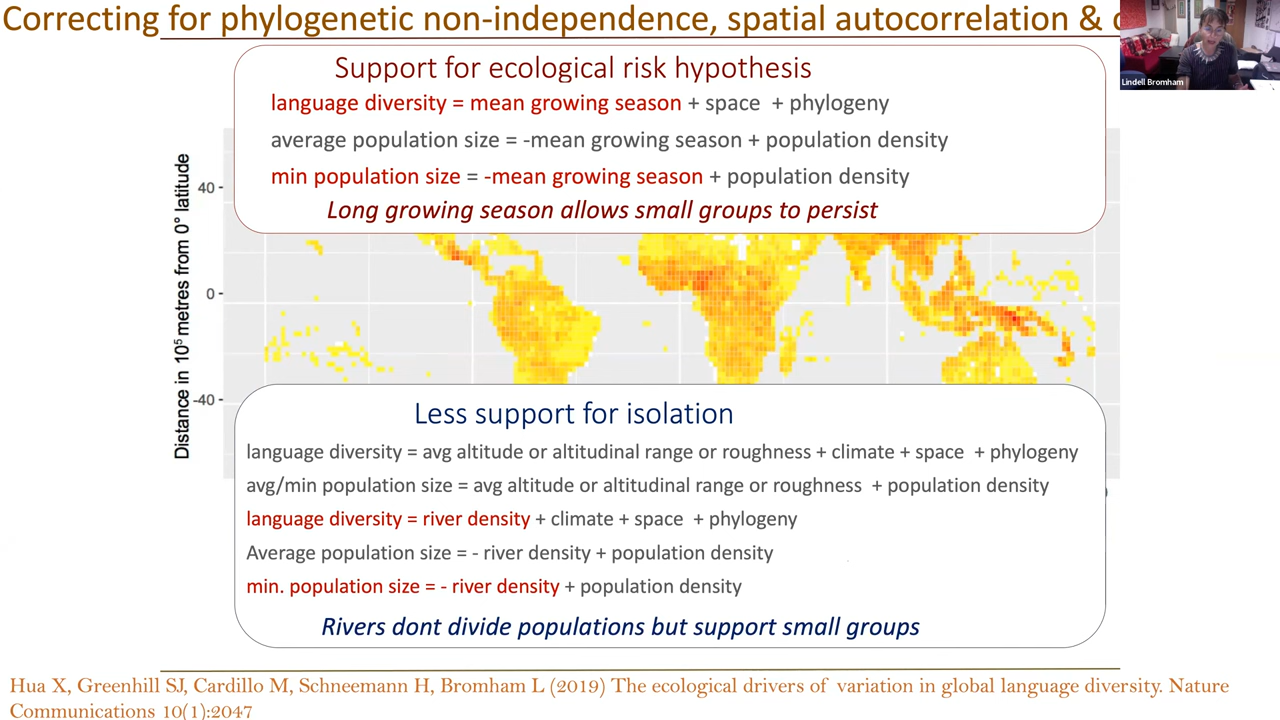 Correcting for phylogenetic non-independence, spatial autocorrelation &
Lindell Bromham
Support for ecological risk hypothesis
language diversity = mean growing season + space + phylogeny
average population size = -mean growing season + population density
min population size = -mean growing season + population density
Long growing season allows small groups to persist
Distance in 10⁵ metres from 0° latitude
40
0
-40
Less support for isolation
language diversity = avg altitude or altitudinal range or roughness + climate + space + phylogeny
avg/min population size = avg altitude or altitudinal range or roughness + population density
language diversity = river density + climate + space + phylogeny
Average population size = - river density + population density
min. population size = - river density + population density
Rivers dont divide populations but support small groups
Hua X, Greenhill SJ, Cardillo M, Schneemann H, Bromham L (2019) The ecological drivers of variation in global language diversity. Nature
Communications 10(1):2047